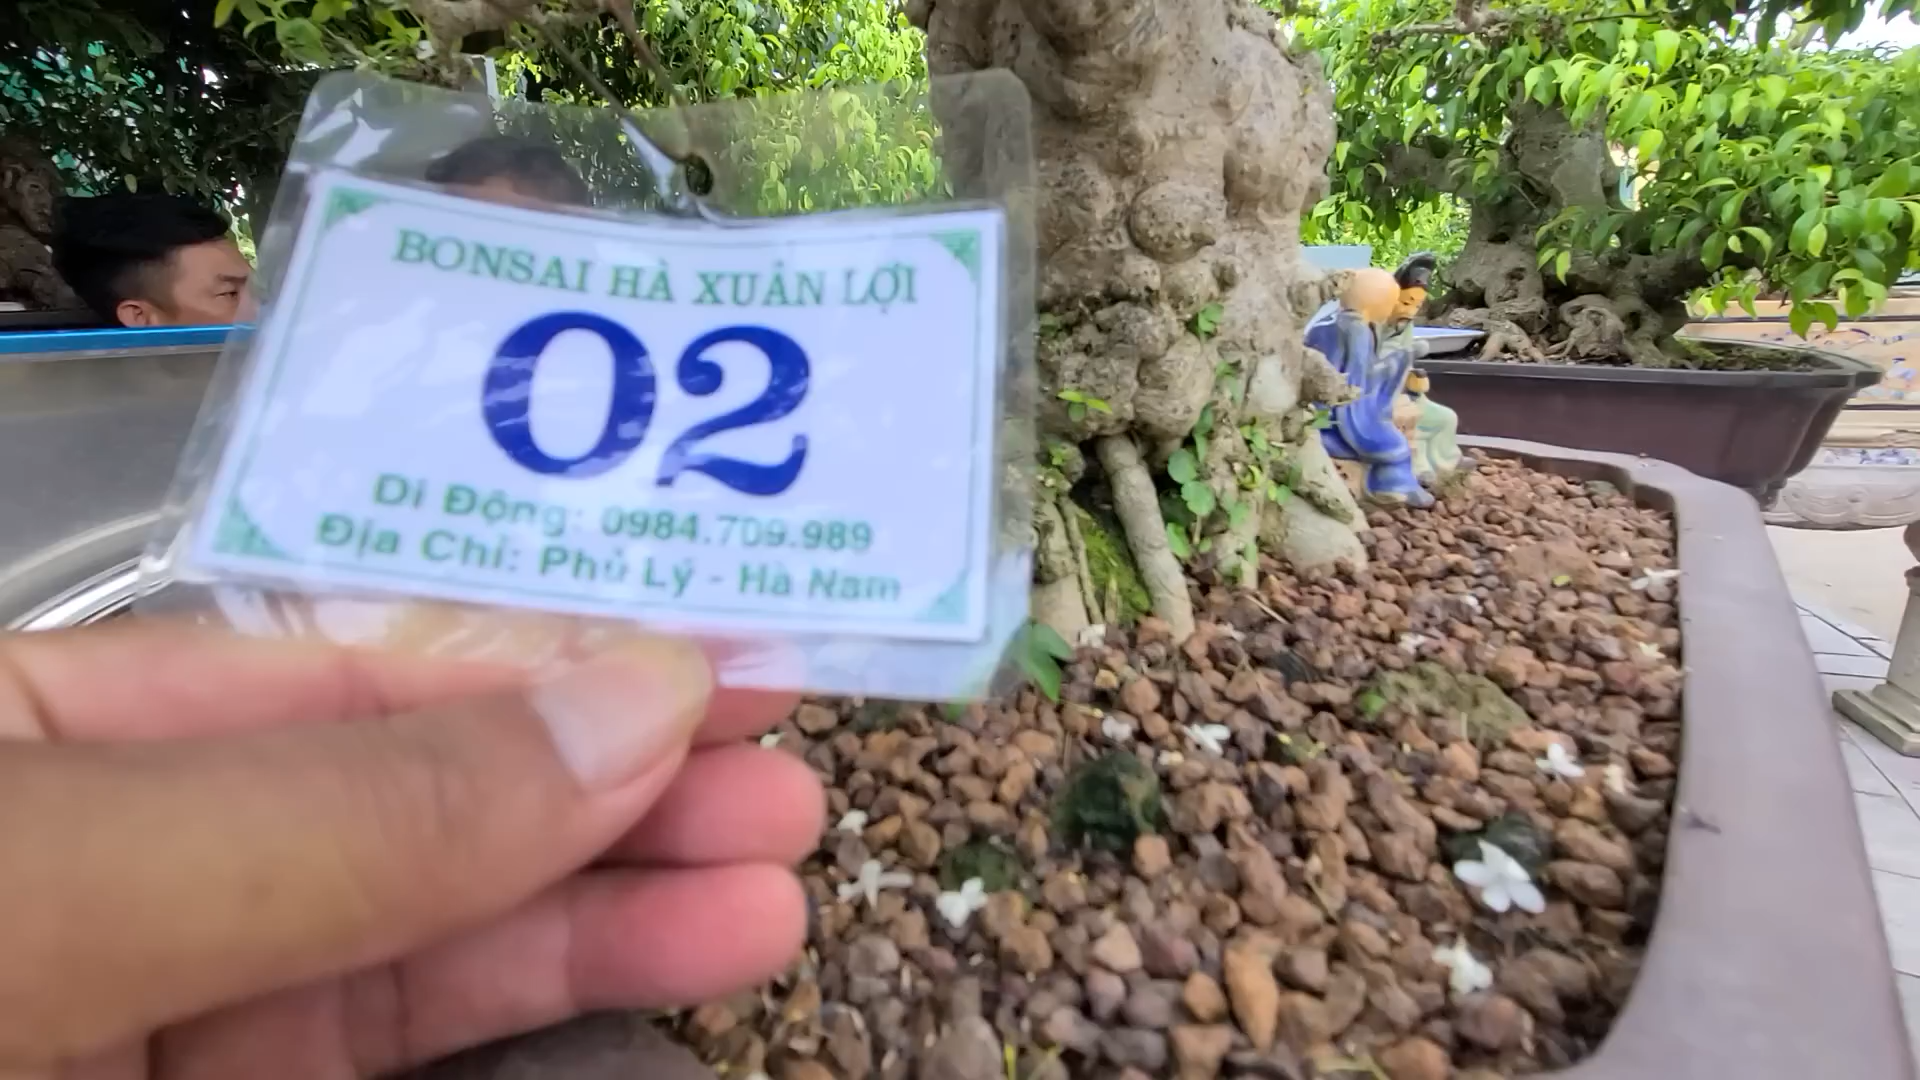 BONSAI HÀ XUÂN LỢI
02
Di Động: 0984.709.989
Địa Chỉ: Phủ Lý - Hà Nam